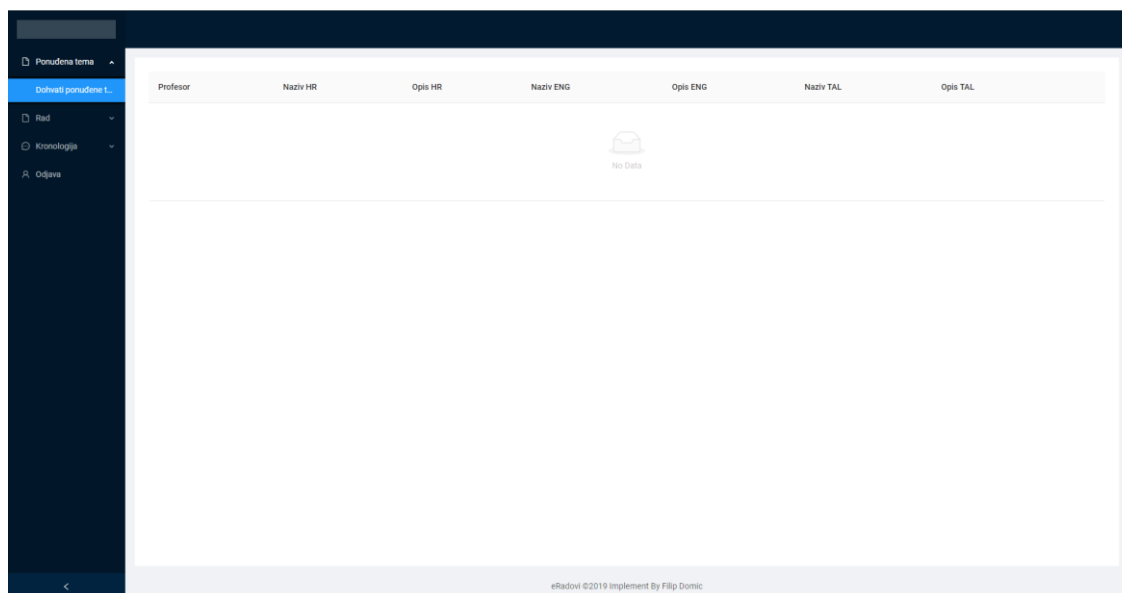 Ponuđena tema
Dohvati ponuđene t...
Rad
Kronologija
Odjava
Profesor Naziv HR Opis HR Naziv ENG Opis ENG Naziv TAL Opis TAL
No Data
eRadovi ©2019 Implement By Filip Domic